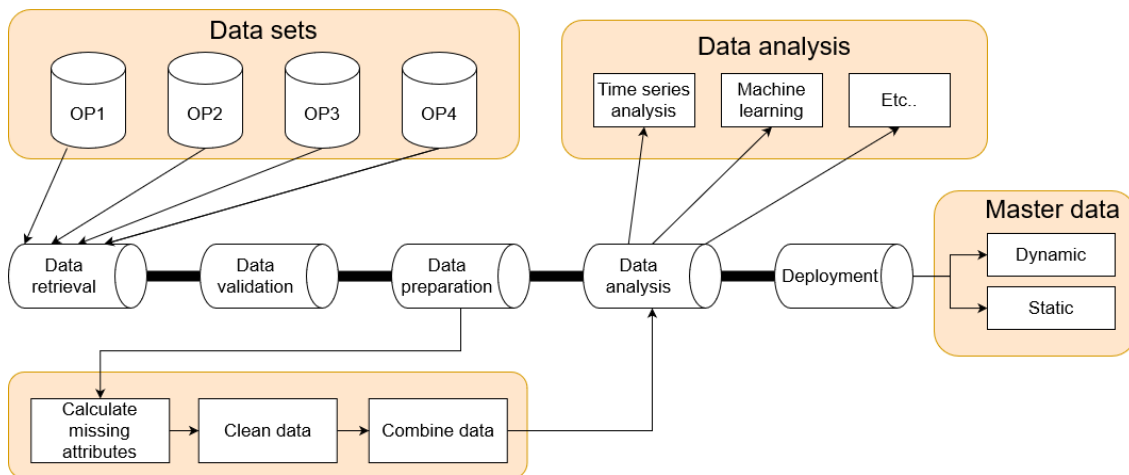 Data sets
OP1
OP2
OP3
OP4
Data analysis
Time series
analysis
Machine
learning
Etc..
Master data
Dynamic
Static
Data
retrieval
Data
validation
Data
preparation
Data
analysis
Deployment
Calculate
missing
attributes
Clean data
Combine data